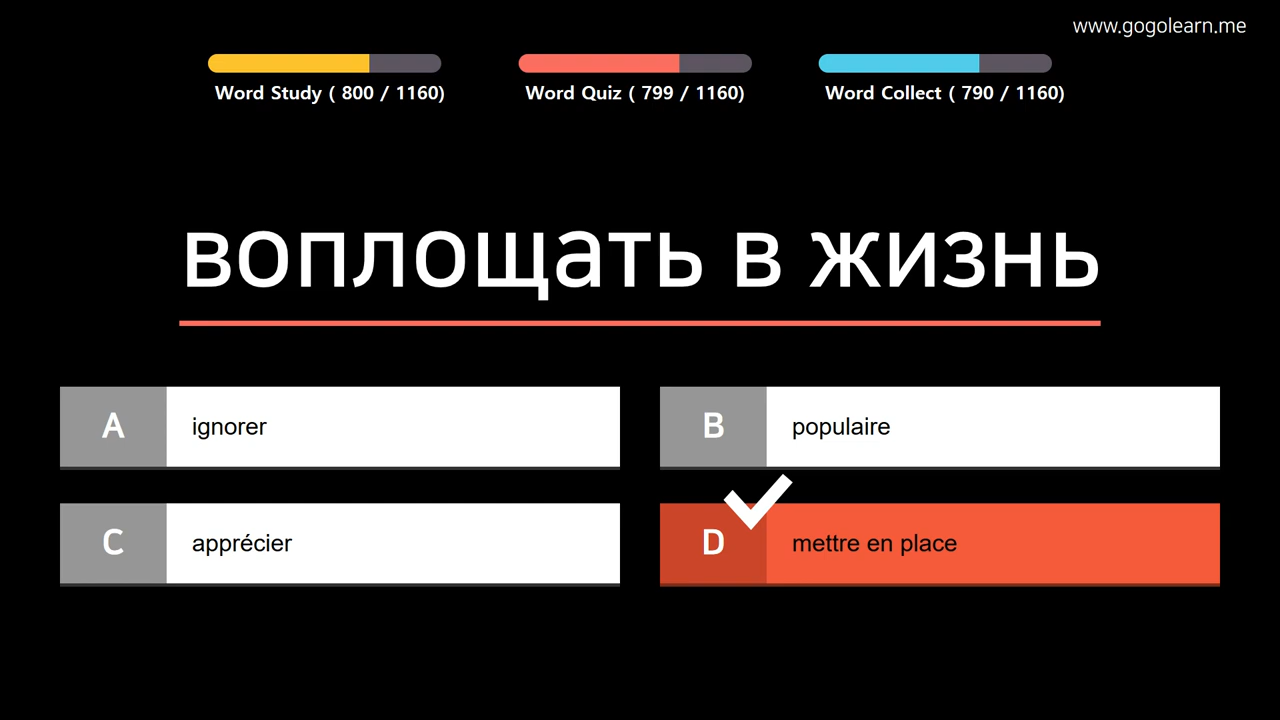 www.gogolearn.me
Word Study ( 800 / 1160)
Word Quiz ( 799 / 1160)
Word Collect ( 790 / 1160)
воплощать в жизнь
A
ignorer
B
populaire
C
apprécier
D
mettre en place